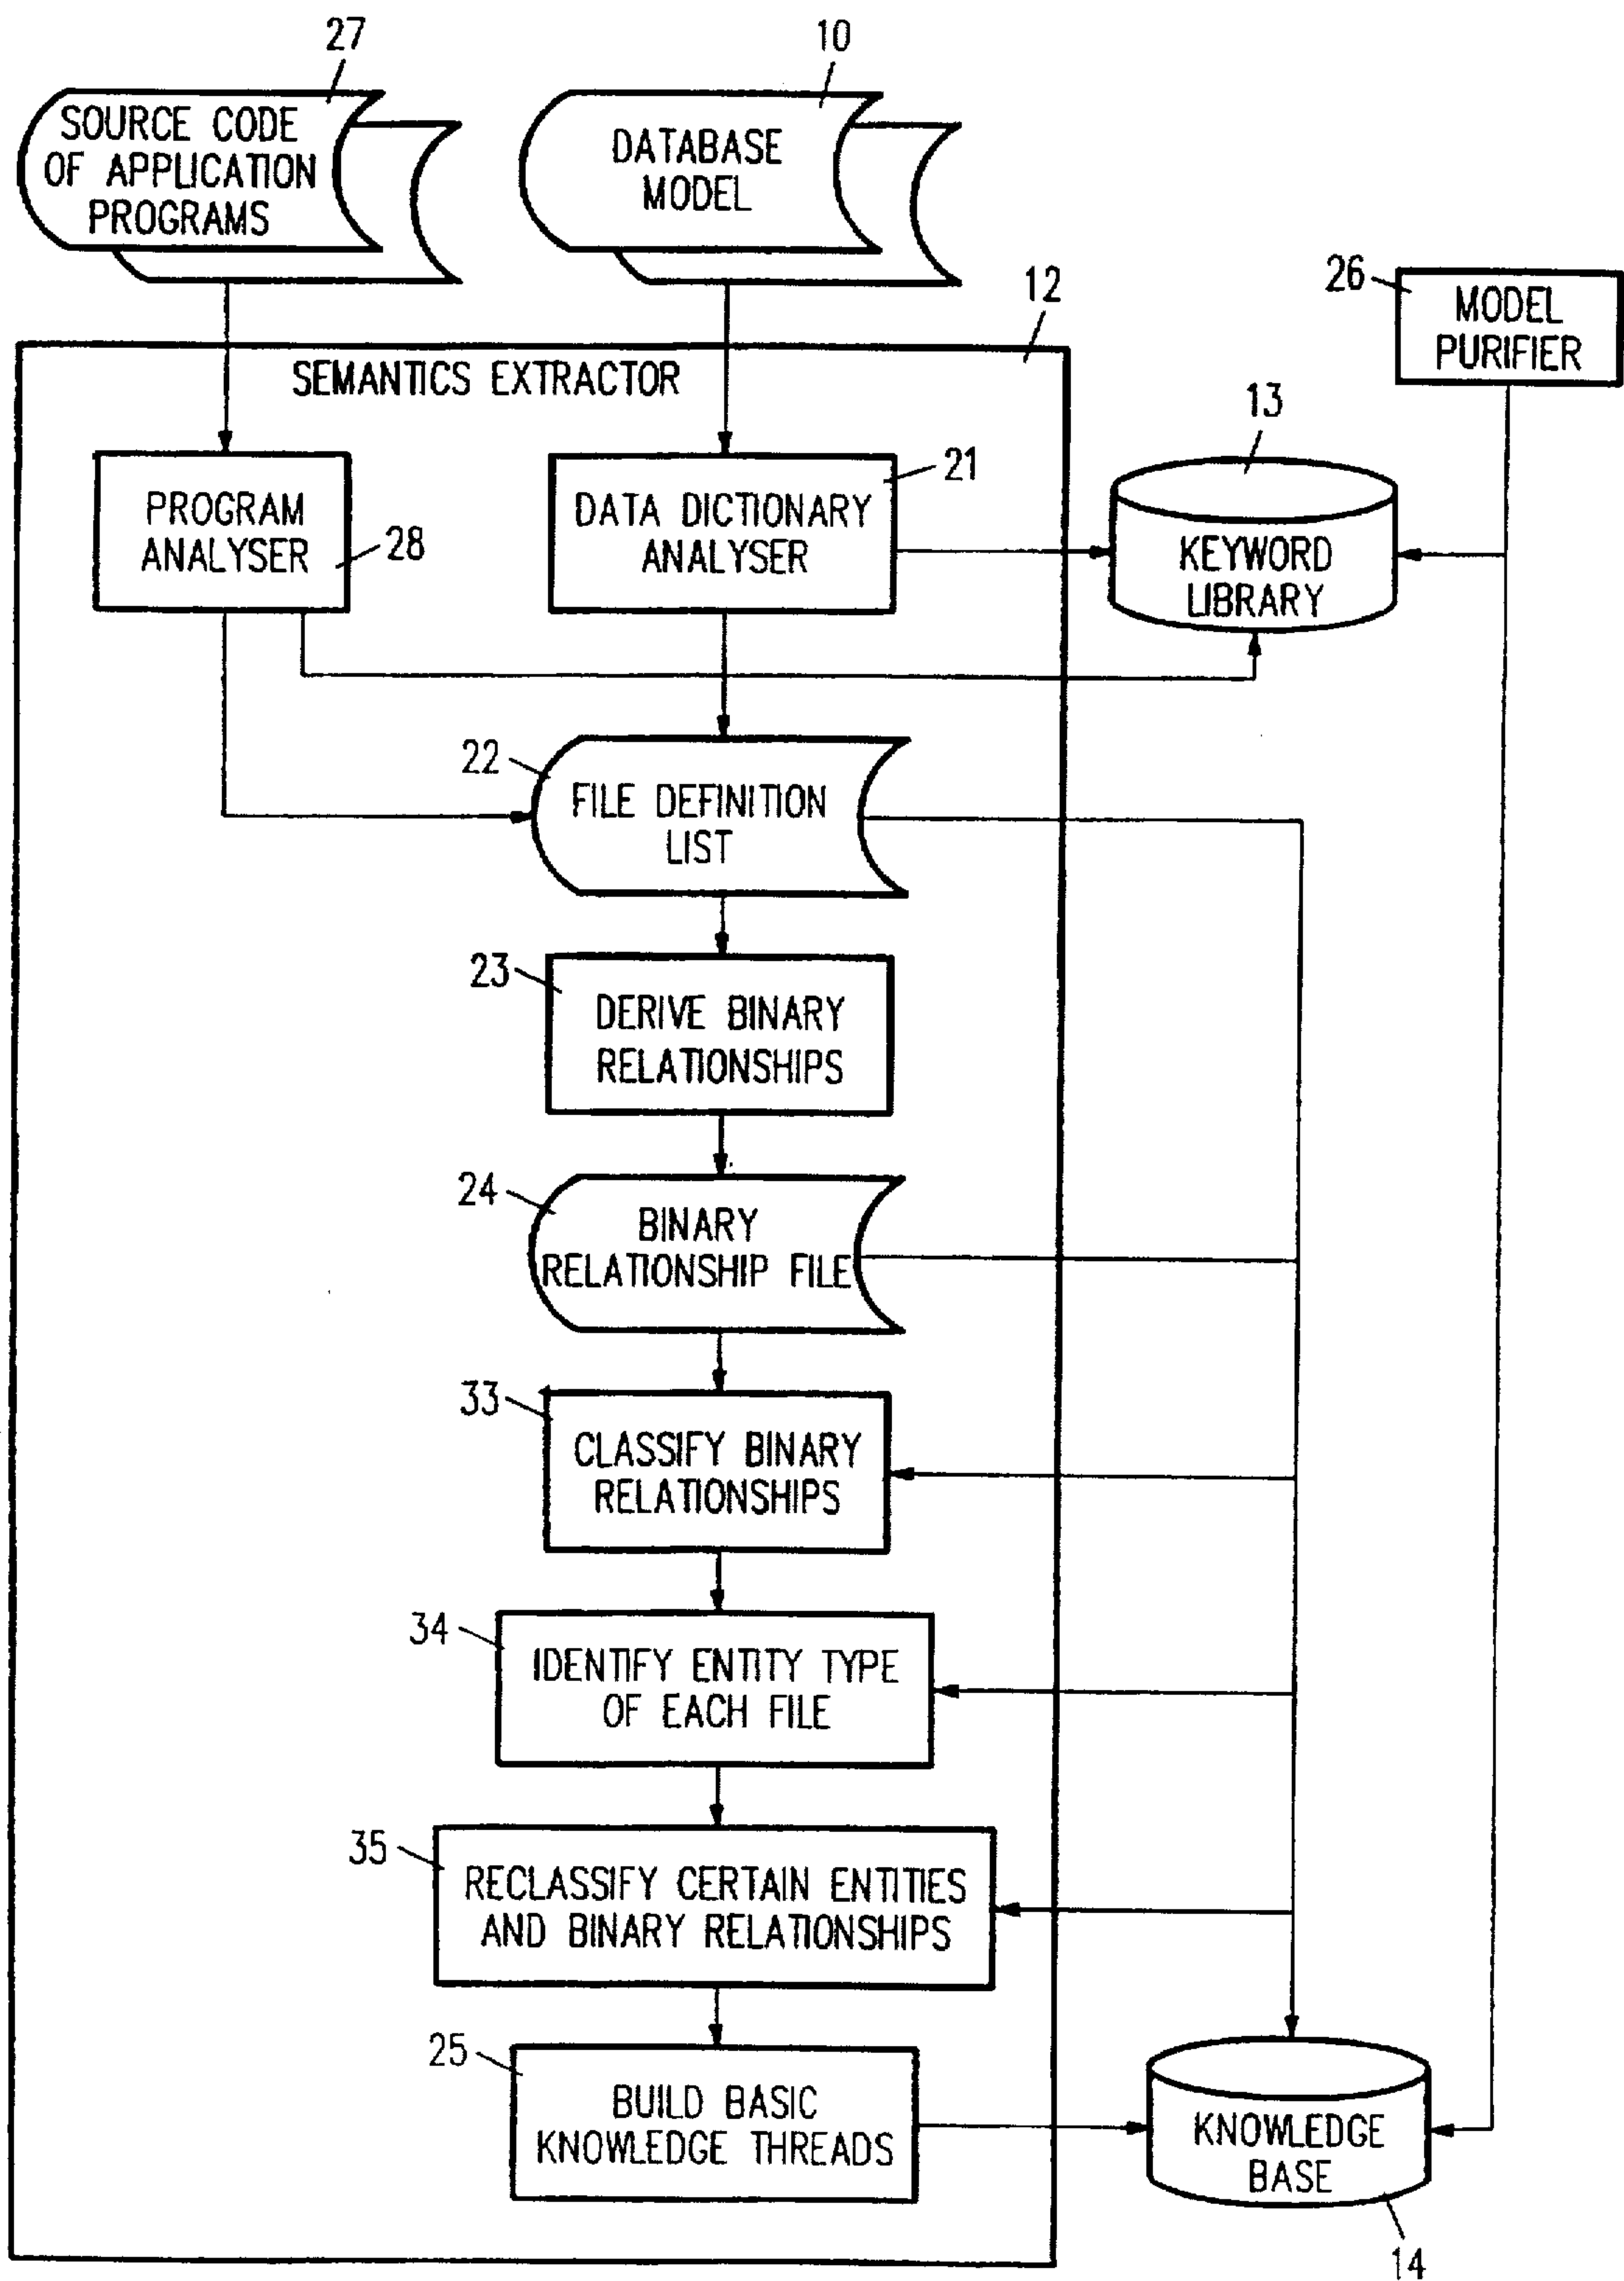 27
10
SOURCE CODE
OF APPLICATION
PROGRAMS
DATABASE
MODEL
12
26
MODEL
PURIFIER
SEMANTICS EXTRACTOR
13
21
PROGRAM
ANALYSER
28
DATA DICTIONARY
ANALYSER
KEYWORD
LIBRARY
22
FILE DEFINITION
LIST
23
DERIVE BINARY
RELATIONSHIPS
24
BINARY
RELATIONSHIP FILE
33
CLASSIFY BINARY
RELATIONSHIPS
34
IDENTIFY ENTITY TYPE
OF EACH FILE
35
RECLASSIFY CERTAIN ENTITIES
AND BINARY RELATIONSHIPS
25
BUILD BASIC
KNOWLEDGE THREADS
KNOWLEDGE
BASE
14